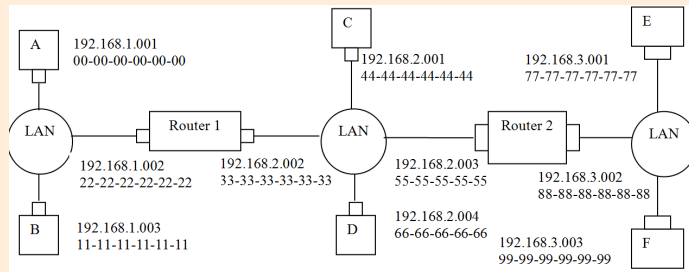 A
192.168.1.001
00-00-00-00-00-00
C
192.168.2.001
44-44-44-44-44-44
E
192.168.3.001
77-77-77-77-77-77
LAN
Router 1
LAN
Router 2
LAN
192.168.1.002
22-22-22-22-22-22
192.168.2.002
33-33-33-33-33-33
192.168.2.003
55-55-55-55-55
192.168.3.002
88-88-88-88-88-88
B
192.168.1.003
11-11-11-11-11-11
D
192.168.2.004
66-66-66-66-66
192.168.3.003
99-99-99-99-99-99
F